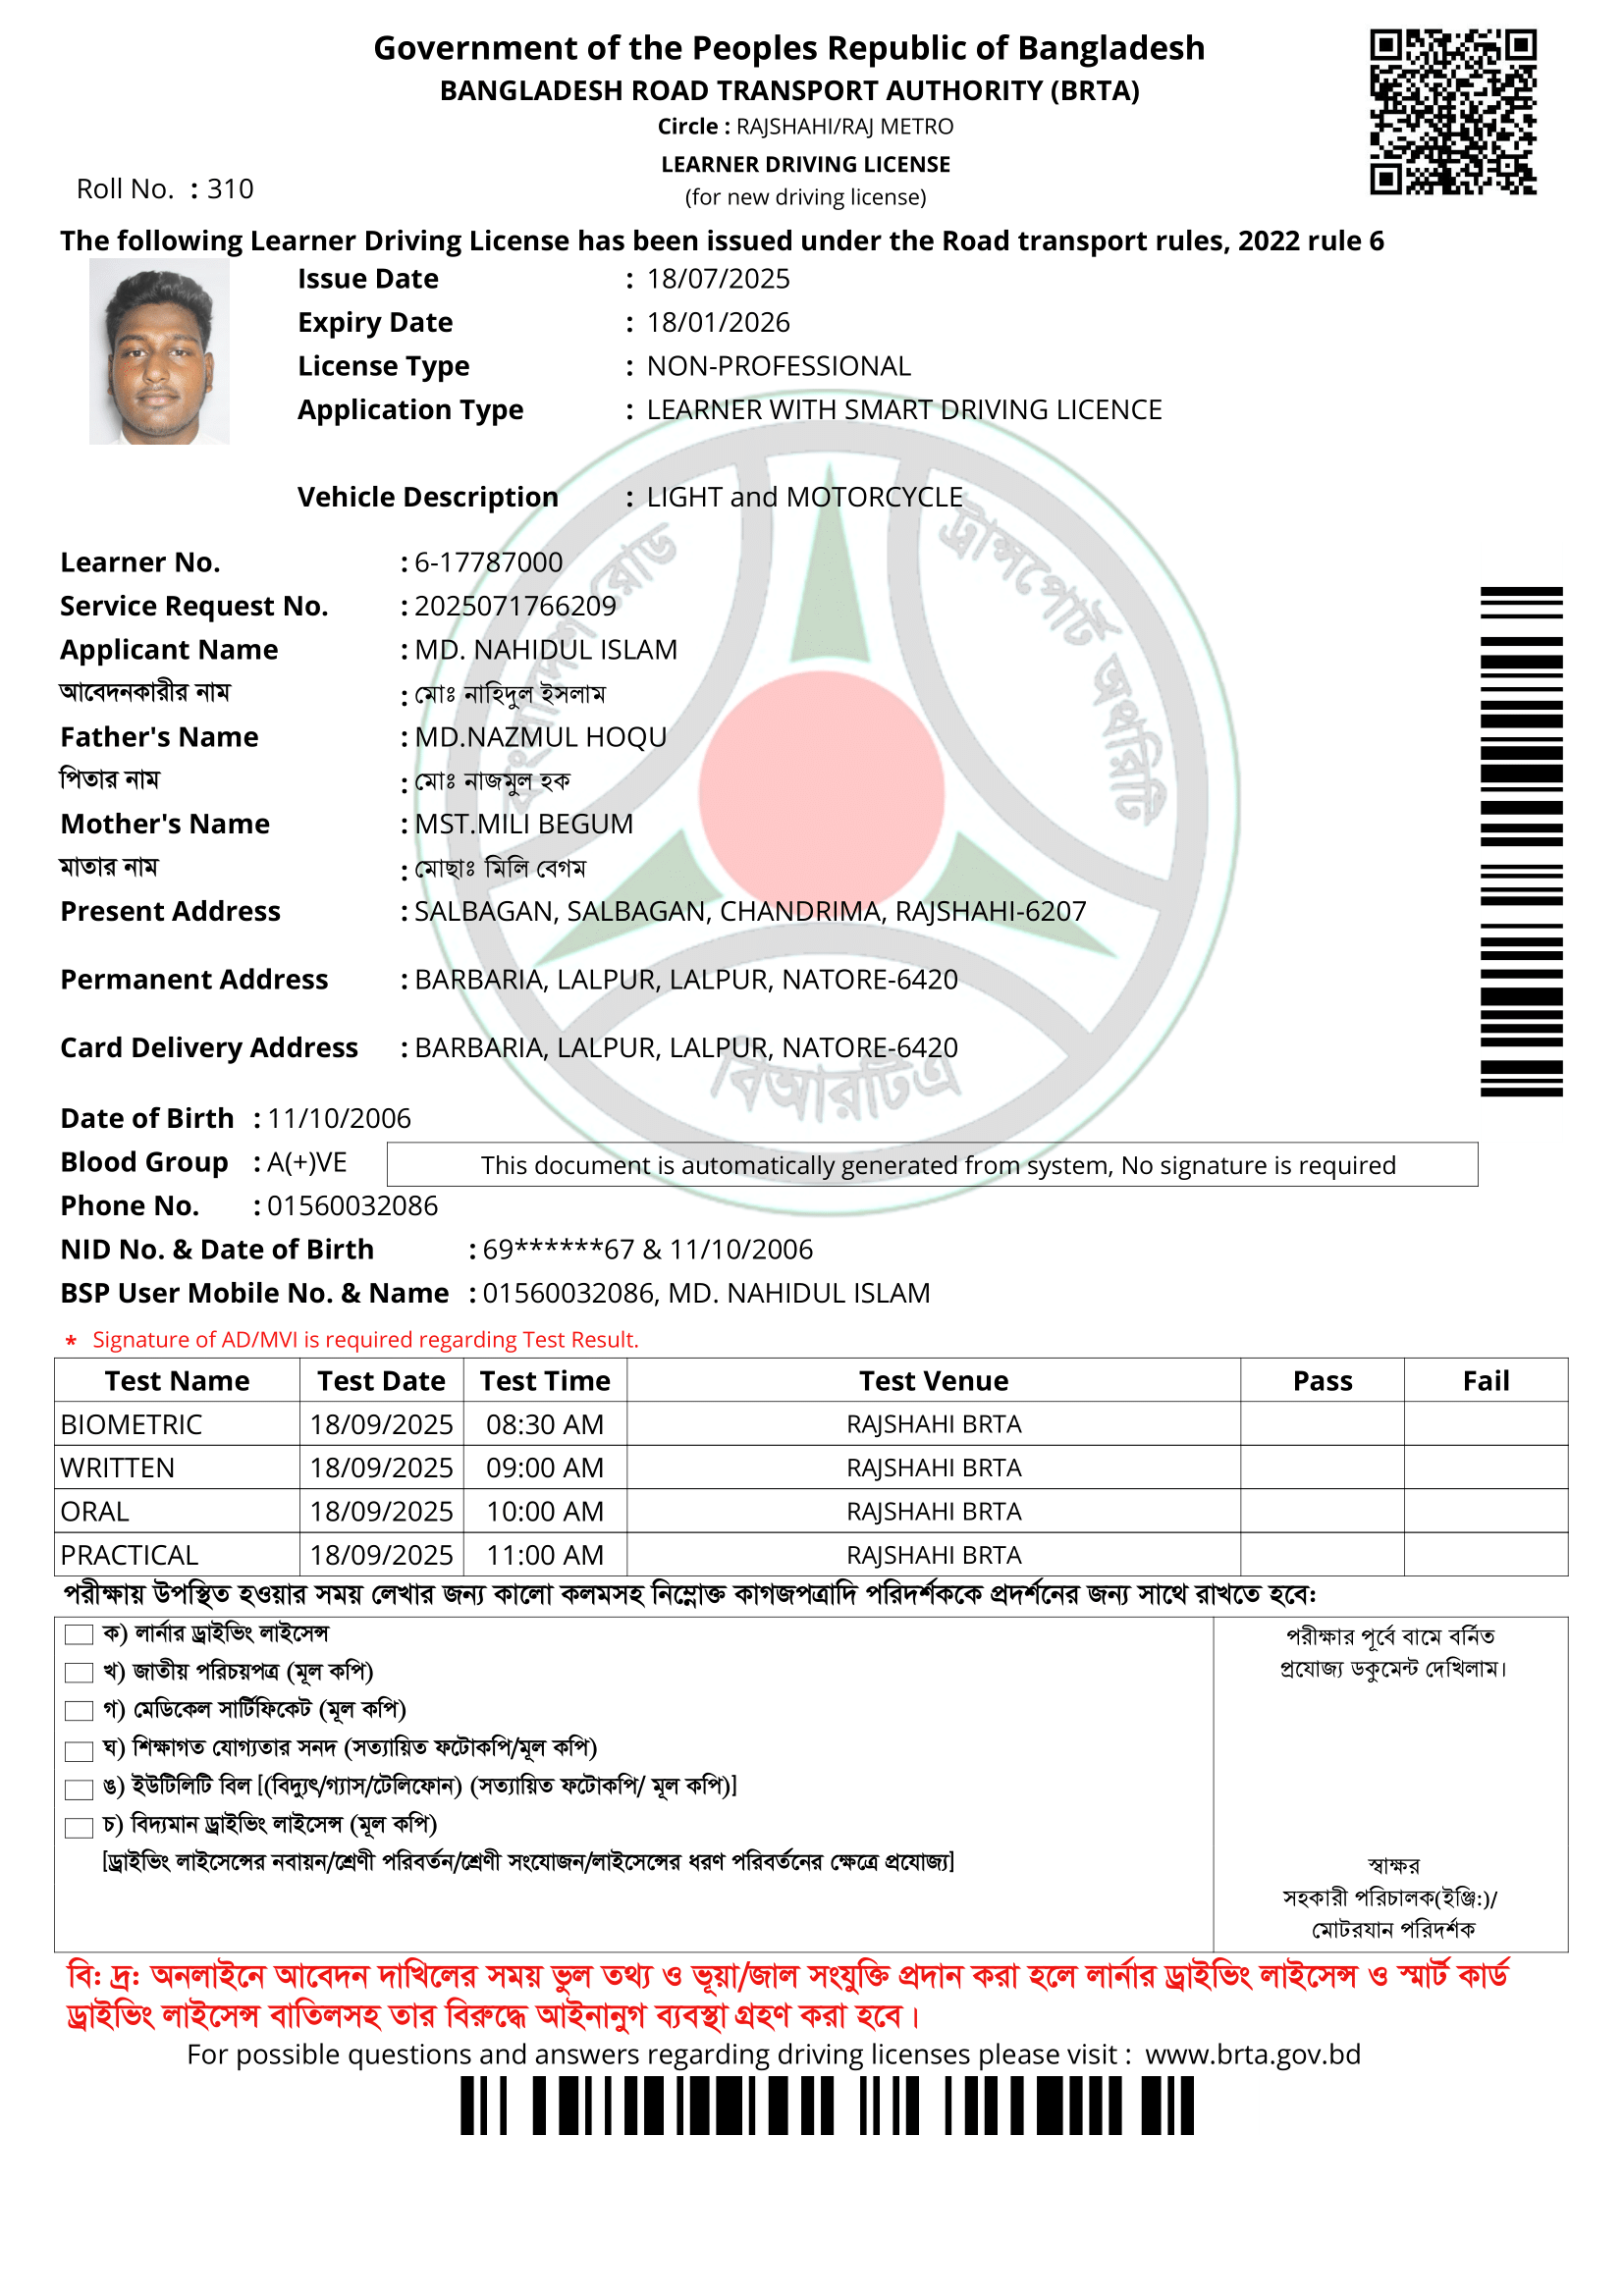 Government of the Peoples Republic of Bangladesh
BANGLADESH ROAD TRANSPORT AUTHORITY (BRTA)
Circle : RAJSHAHI/RAJ METRO
LEARNER DRIVING LICENSE
Roll No. : 310
(for new driving license)
The following Learner Driving License has been issued under the Road transport rules, 2022 rule 6
Issue Date : 18/07/2025
Expiry Date : 18/01/2026
License Type : NON-PROFESSIONAL
Application Type : LEARNER WITH SMART DRIVING LICENCE
Vehicle Description : LIGHT and MOTORCYCLE
Learner No. : 6-17787000
Service Request No. : 2025071766209
Applicant Name : MD. NAHIDUL ISLAM
আবেদনকারীর নাম : মোঃ নাহিদুল ইসলাম
Father's Name : MD.NAZMUL HOQU
পিতার নাম : মোঃ নাজমুল হক
Mother's Name : MST.MILI BEGUM
মাতার নাম : মোছাঃ মিলি বেগম
Present Address : SALBAGAN, SALBAGAN, CHANDRIMA, RAJSHAHI-6207
Permanent Address : BARBARIA, LALPUR, LALPUR, NATORE-6420
Card Delivery Address : BARBARIA, LALPUR, LALPUR, NATORE-6420
বাংলাদেশ রোড ট্রান্সপোর্ট অথরিটি
বিআরটিএ
Date of Birth : 11/10/2006
Blood Group : A(+)VE
This document is automatically generated from system, No signature is required
Phone No. : 01560032086
NID No. & Date of Birth : 69******67 & 11/10/2006
BSP User Mobile No. & Name : 01560032086, MD. NAHIDUL ISLAM
* Signature of AD/MVI is required regarding Test Result.
Test Name Test Date Test Time Test Venue Pass Fail
BIOMETRIC 18/09/2025 08:30 AM RAJSHAHI BRTA
WRITTEN 18/09/2025 09:00 AM RAJSHAHI BRTA
ORAL 18/09/2025 10:00 AM RAJSHAHI BRTA
PRACTICAL 18/09/2025 11:00 AM RAJSHAHI BRTA
পরীক্ষায় উপস্থিত হওয়ার সময় লেখার জন্য কালো কলমসহ নিম্নোক্ত কাগজপত্রাদি পরিদর্শককে প্রদর্শনের জন্য সাথে রাখতে হবে:
ক) লার্নার ড্রাইভিং লাইসেন্স
খ) জাতীয় পরিচয়পত্র (মূল কপি)
গ) মেডিকেল সার্টিফিকেট (মূল কপি)
ঘ) শিক্ষাগত যোগ্যতার সনদ (সত্যায়িত ফটোকপি/মূল কপি)
ঙ) ইউটিলিটি বিল [(বিদ্যুৎ/গ্যাস/টেলিফোন) (সত্যায়িত ফটোকপি/ মূল কপি)]
চ) বিদ্যমান ড্রাইভিং লাইসেন্স (মূল কপি)
[ড্রাইভিং লাইসেন্সের নবায়ন/শ্রেণী পরিবর্তন/শ্রেণী সংযোজন/লাইসেন্সের ধরণ পরিবর্তনের ক্ষেত্রে প্রযোজ্য]
পরীক্ষার পূর্বে বামে বর্নিত
প্রযোজ্য ডকুমেন্ট দেখিলাম।
স্বাক্ষর
সহকারী পরিচালক(ইঞ্জি:)/
মোটরযান পরিদর্শক
বি: দ্র: অনলাইনে আবেদন দাখিলের সময় ভুল তথ্য ও ভূয়া/জাল সংযুক্তি প্রদান করা হলে লার্নার ড্রাইভিং লাইসেন্স ও স্মার্ট কার্ড
ড্রাইভিং লাইসেন্স বাতিলসহ তার বিরুদ্ধে আইনানুগ ব্যবস্থা গ্রহণ করা হবে।
For possible questions and answers regarding driving licenses please visit : www.brta.gov.bd